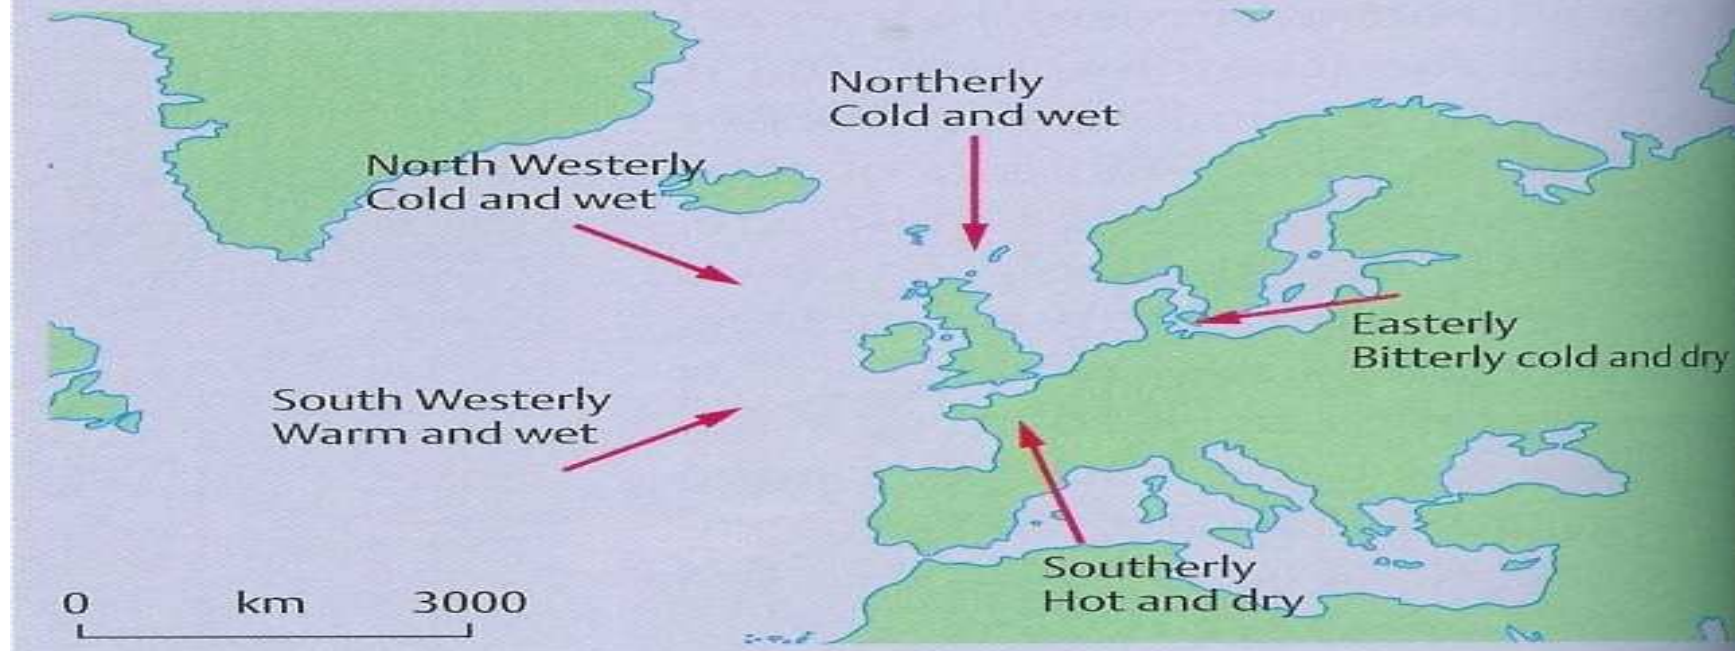 Northerly
Cold and wet
North Westerly
Cold and wet
Easterly
Bitterly cold and dry
South Westerly
Warm and wet
Southerly
Hot and dry
0 km 3000